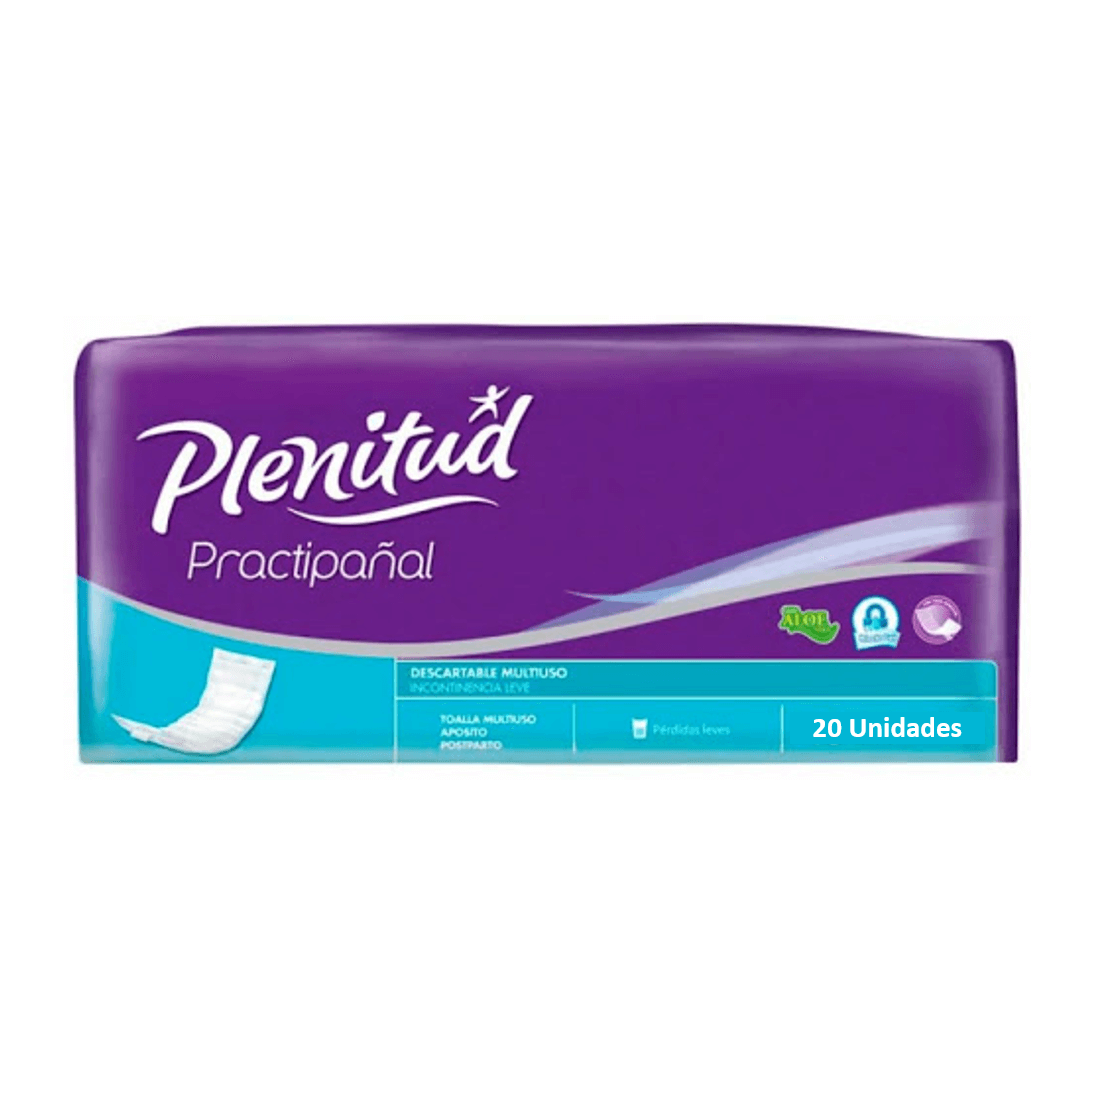 Plenitud
Practipañal
ALOE
DESCARTABLE MULTIUSO
INCONTINENCIA LEVE
TOALLA MULTIUSO
APOSITO
POSTPARTO
Pérdidas leves
20 Unidades